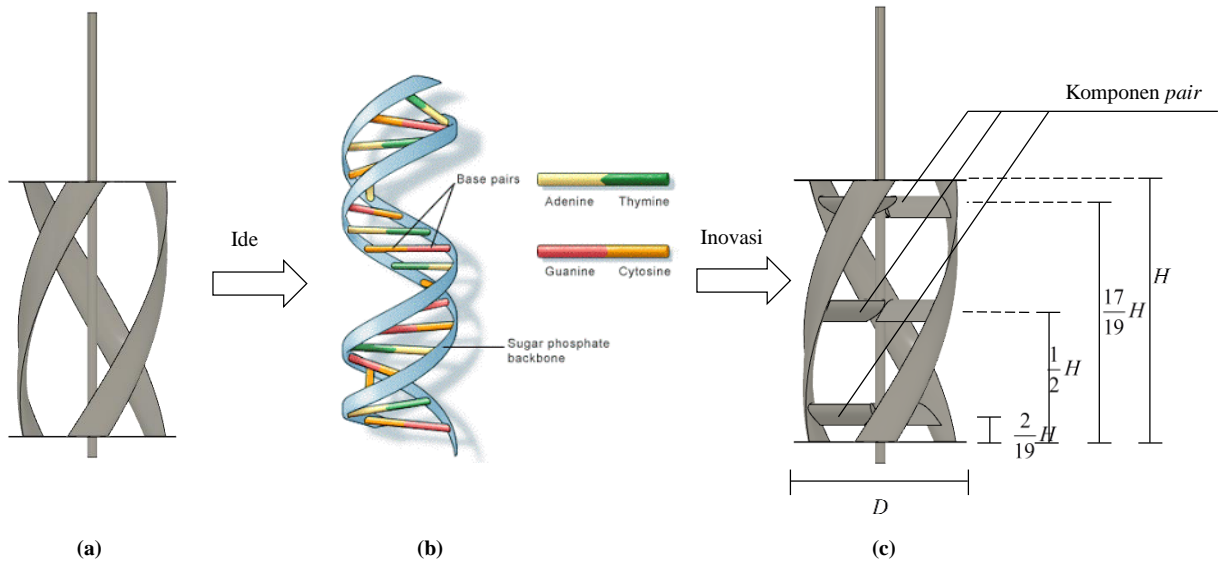 Komponen pair
Ide
Base pairs
Adenine Thymine
Guanine Cytosine
Sugar phosphate
backbone
Inovasi
H
17/19 H
1/2 H
2/19 H
D
(a)
(b)
(c)